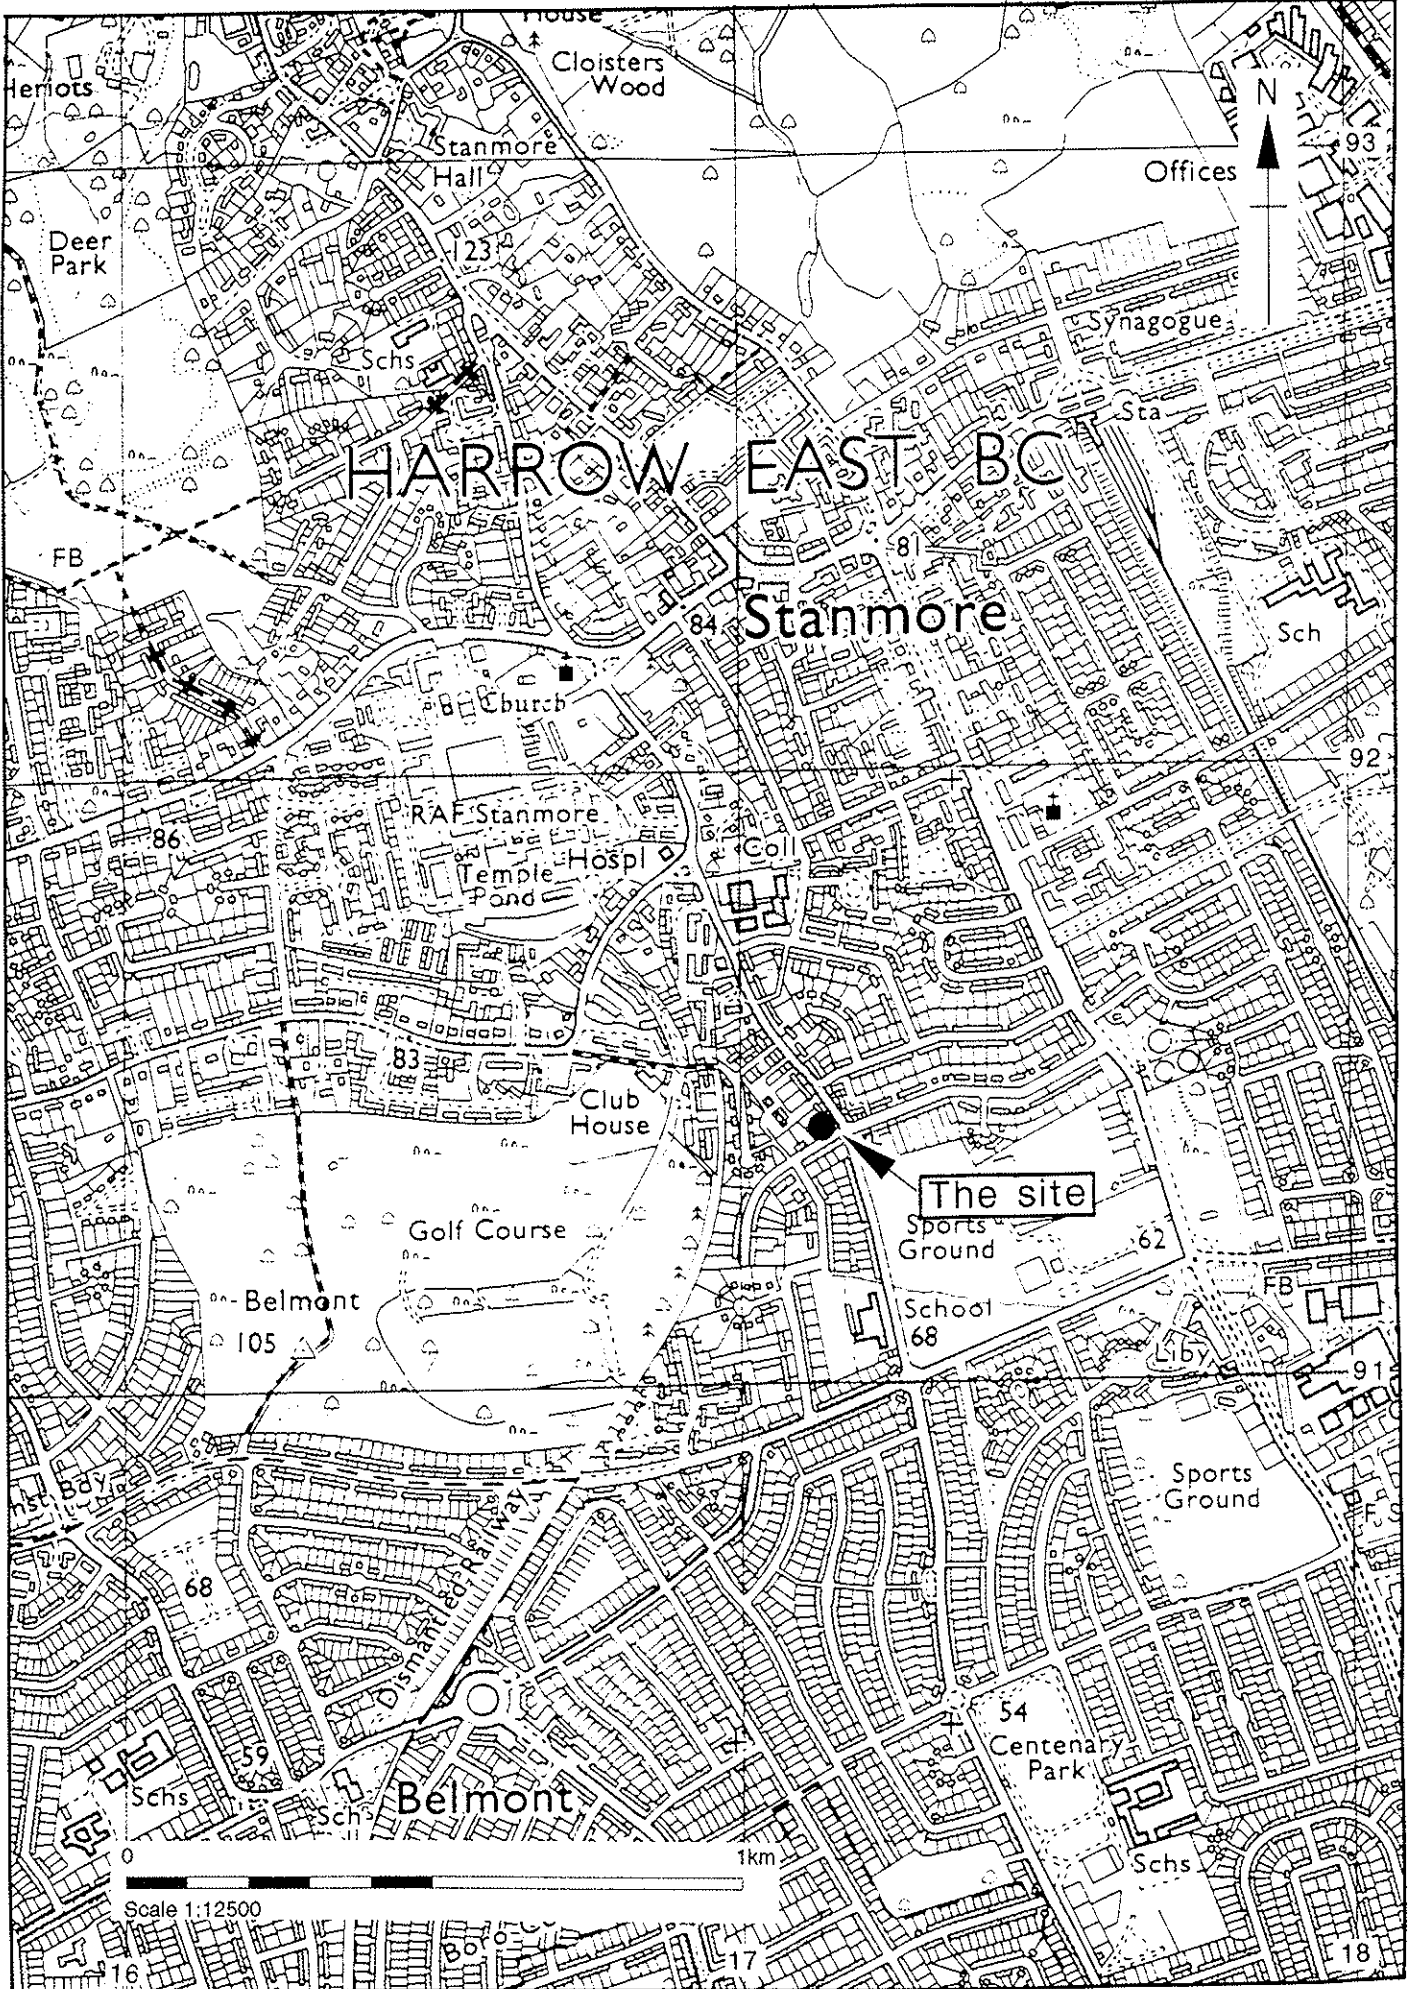 House
Cloisters
Wood
Heriots
N
Stanmore
Hall
93
Offices
Deer
Park
123
Synagogue
Schs
Sta
HARROW EAST BC
FB
81
Stanmore
84
Sch
Church
92
RAF Stanmore
86
Hospl
Coll
Temple
Pond
83
Club
House
The site
Golf Course
Sports
Ground
62
FB
Belmont
105
School
68
Liby
91
Sports
Ground
68
Dismantled Railway
54
Centenary
Park
59
Schs
Sch
Belmont
Schs
0
1km
Scale 1:12500
16
17
18